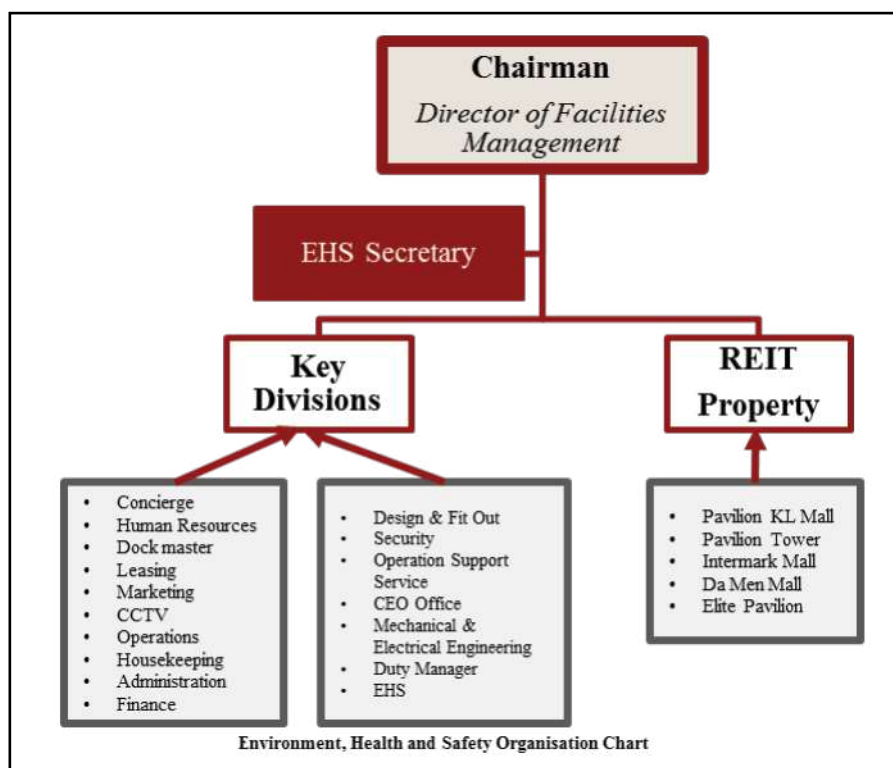 Chairman
Director of Facilities
Management
EHS Secretary
Key
Divisions
REIT
Property
• Concierge
• Human Resources
• Dock master
• Leasing
• Marketing
• CCTV
• Operations
• Housekeeping
• Administration
• Finance
• Design & Fit Out
• Security
• Operation Support
Service
• CEO Office
• Mechanical &
Electrical Engineering
• Duty Manager
• EHS
• Pavilion KL Mall
• Pavilion Tower
• Intermark Mall
• Da Men Mall
• Elite Pavilion
Environment, Health and Safety Organisation Chart